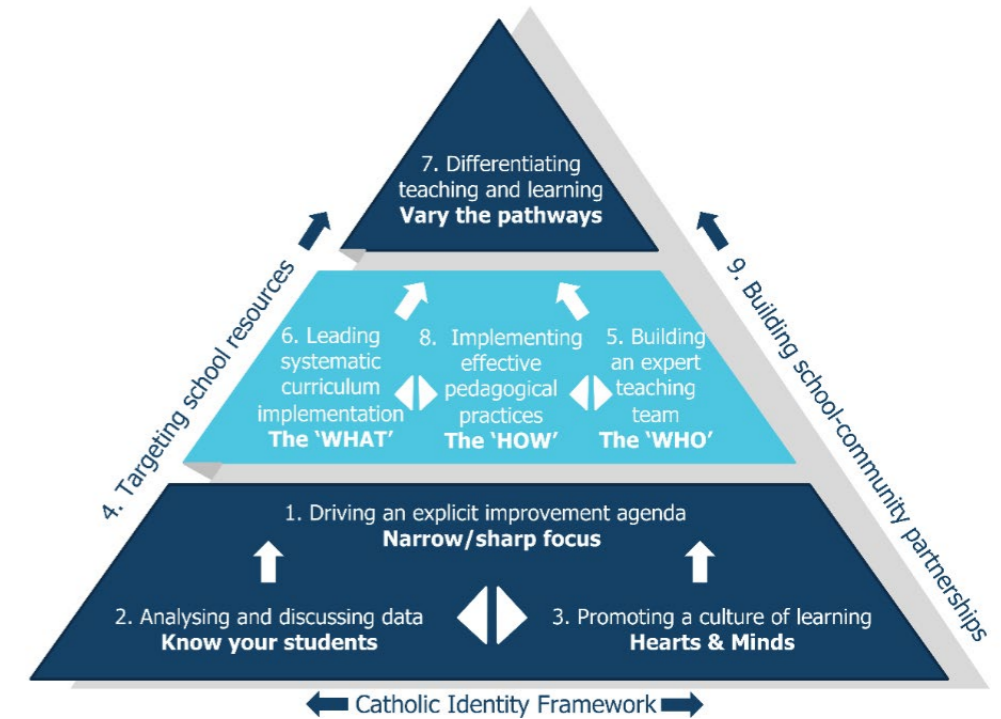 7. Differentiating
teaching and learning
Vary the pathways
4. Targeting school resources
9. Building school-community partnerships
6. Leading
systematic
curriculum
implementation
The ‘WHAT’
8. Implementing
effective
pedagogical
practices
The ‘HOW’
5. Building
an expert
teaching
team
The ‘WHO’
1. Driving an explicit improvement agenda
Narrow/sharp focus
2. Analysing and discussing data
Know your students
3. Promoting a culture of learning
Hearts & Minds
Catholic Identity Framework